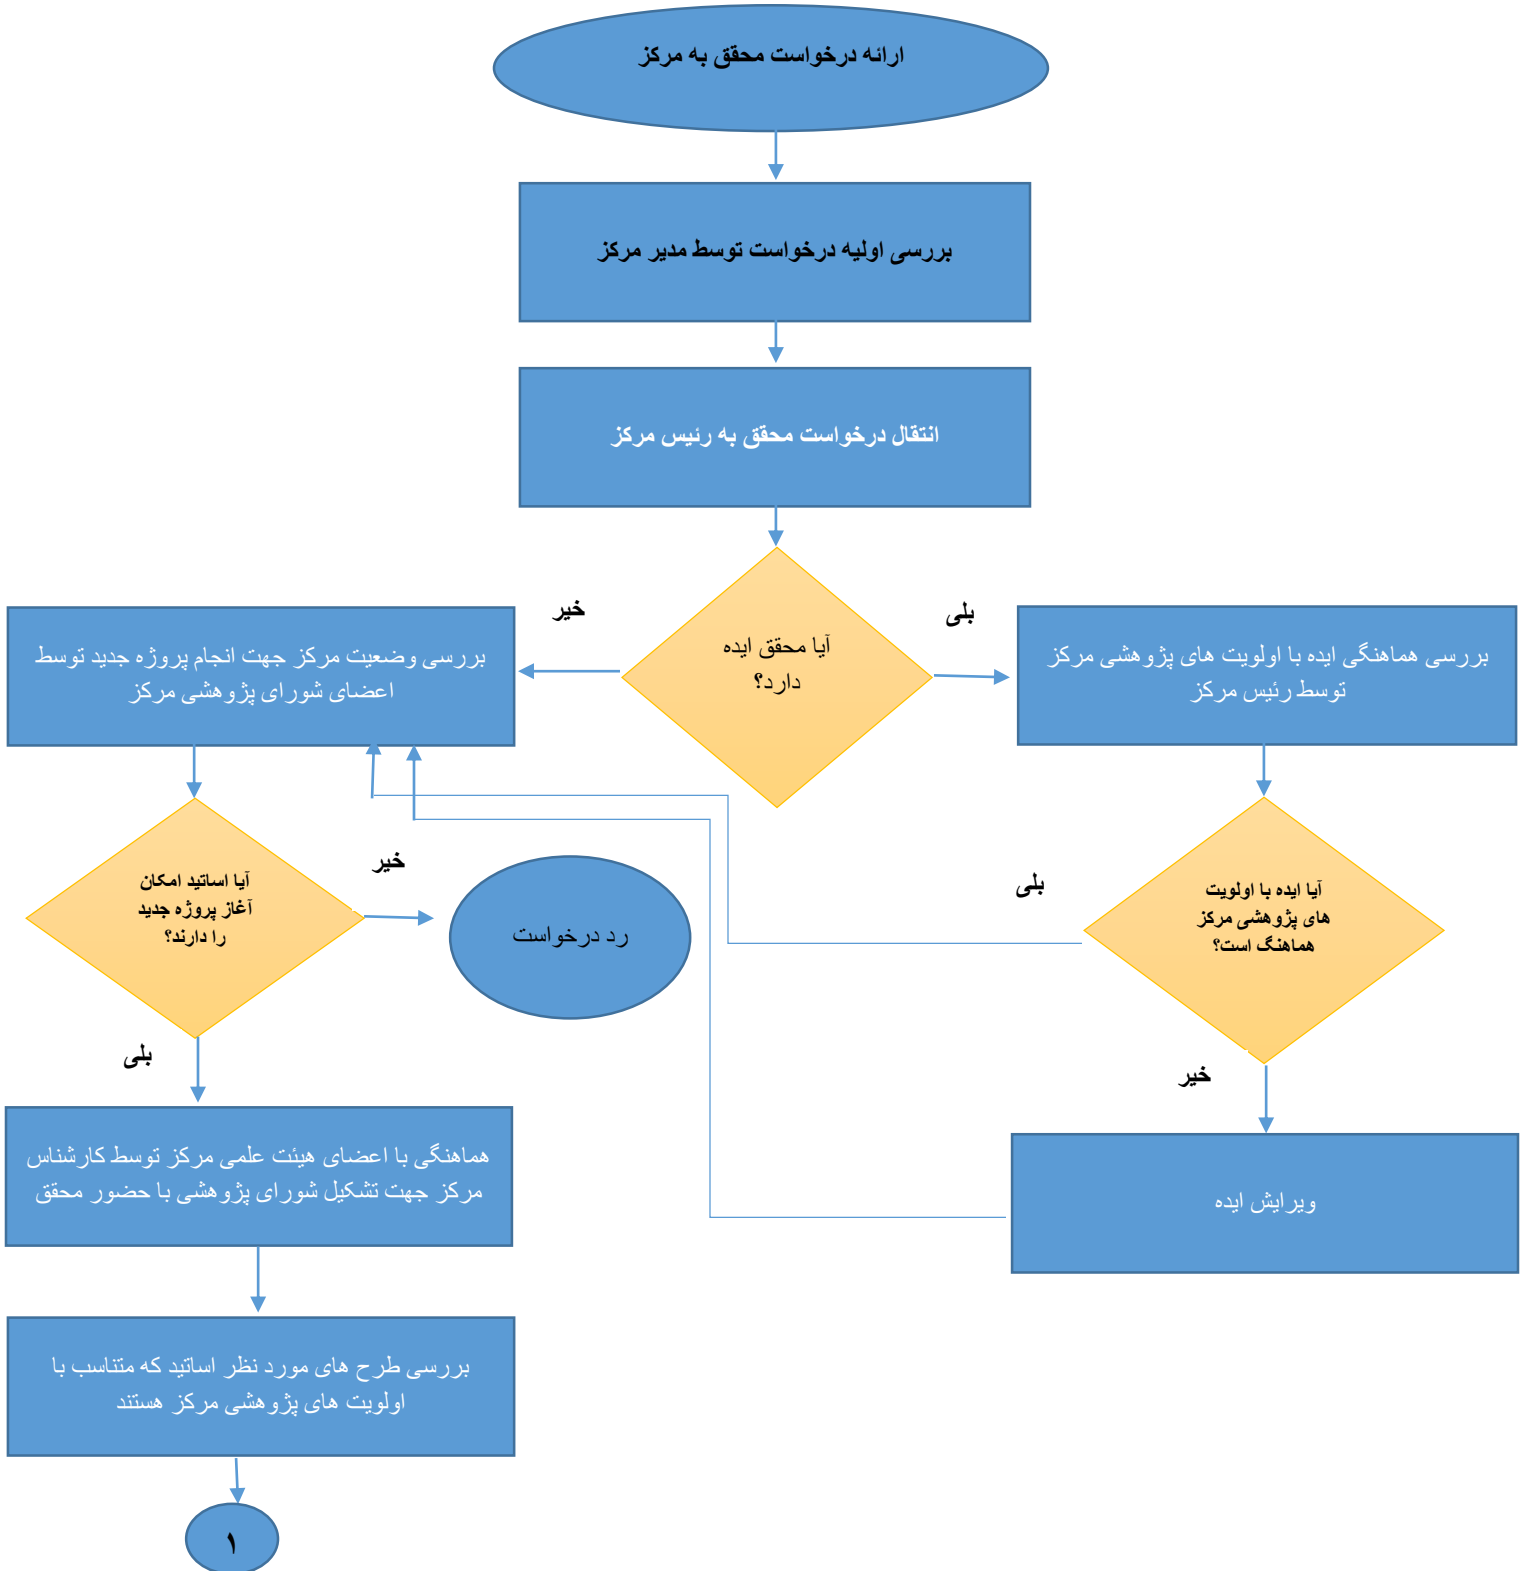 ارائه درخواست محقق به مرکز
بررسی اولیه درخواست توسط مدیر مرکز
انتقال درخواست محقق به رئیس مرکز
آیا محقق ایده
دارد؟
بلی
خیر
بررسی هماهنگی ایده با اولویت های پژوهشی مرکز
توسط رئیس مرکز
بررسی وضعیت مرکز جهت انجام پروژه جدید توسط
اعضای شورای پژوهشی مرکز
آیا ایده با اولویت
های پژوهشی مرکز
هماهنگ است؟
بلی
خیر
ویرایش ایده
آیا اساتید امکان
آغاز پروژه جدید
را دارند؟
خیر
رد درخواست
بلی
هماهنگی با اعضای هیئت علمی مرکز توسط کارشناس
مرکز جهت تشکیل شورای پژوهشی با حضور محقق
بررسی طرح های مورد نظر اساتید که متناسب با
اولویت های پژوهشی مرکز هستند
۱